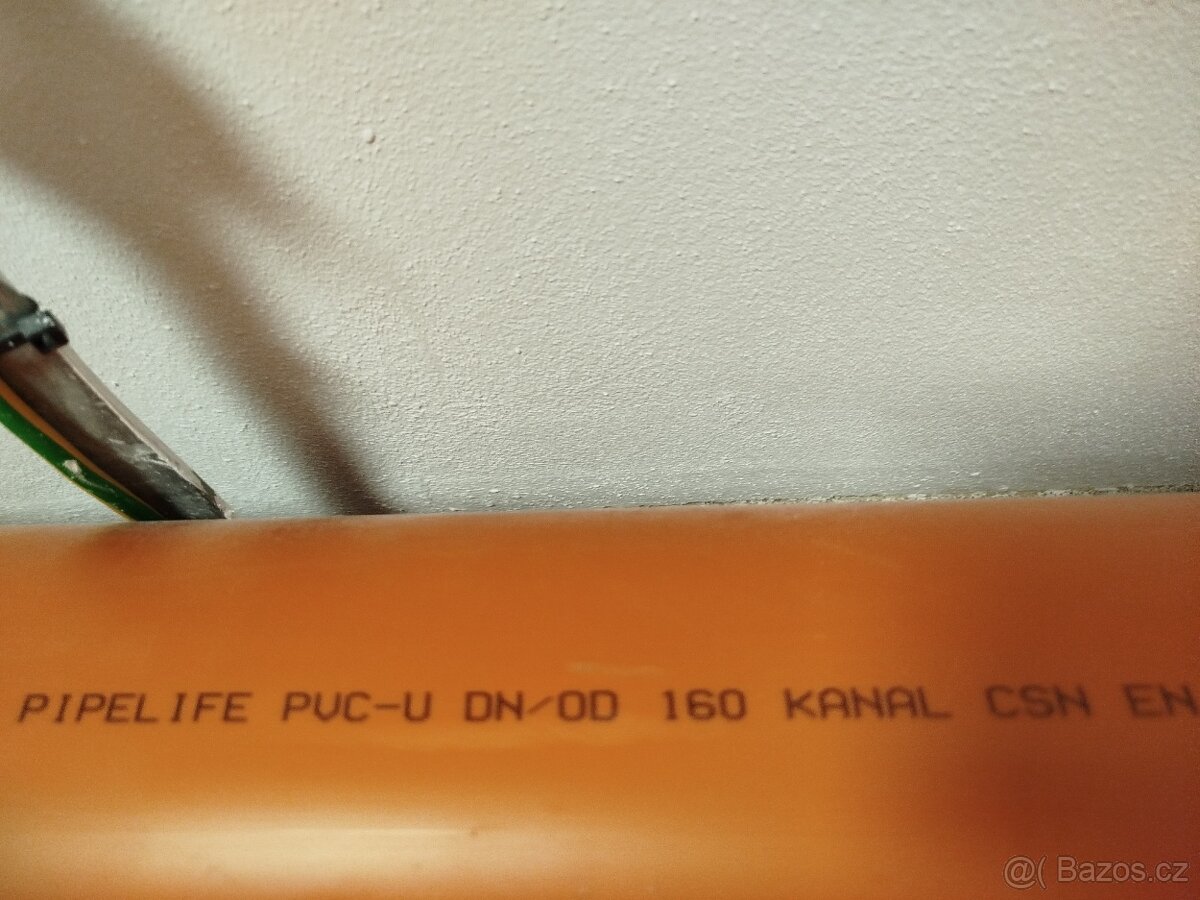 PIPELIFE PVC-U DN/OD 160 KANAL CSN EN
@( Bazos.cz